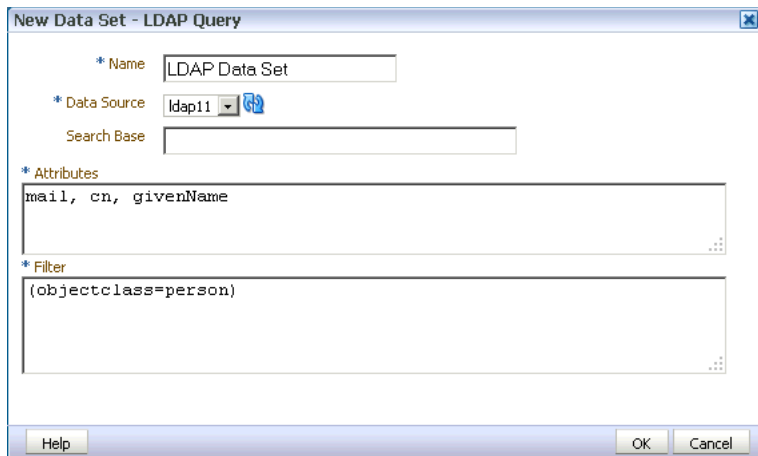 New Data Set - LDAP Query
* Name LDAP Data Set
* Data Source ldap11
Search Base
* Attributes
mail, cn, givenName
* Filter
(objectclass=person)
Help OK Cancel